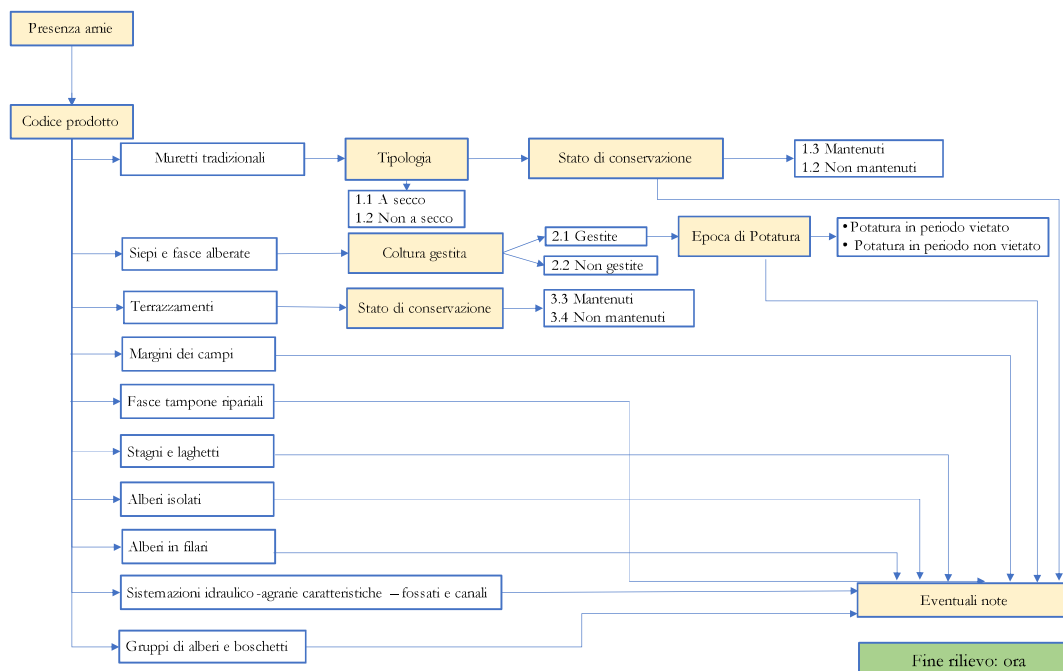 Presenza arnie
Codice prodotto
Muretti tradizionali
Tipologia
Stato di conservazione
1.3 Mantenuti
1.2 Non mantenuti
1.1 A secco
1.2 Non a secco
Siepi e fasce alberate
Coltura gestita
2.1 Gestite
2.2 Non gestite
Epoca di Potatura
• Potatura in periodo vietato
• Potatura in periodo non vietato
Terrazzamenti
Stato di conservazione
3.3 Mantenuti
3.4 Non mantenuti
Margini dei campi
Fasce tampone ripariali
Stagni e laghetti
Alberi isolati
Alberi in filari
Sistemazioni idraulico-agrarie caratteristiche – fossati e canali
Eventuali note
Gruppi di alberi e boschetti
Fine rilievo: ora